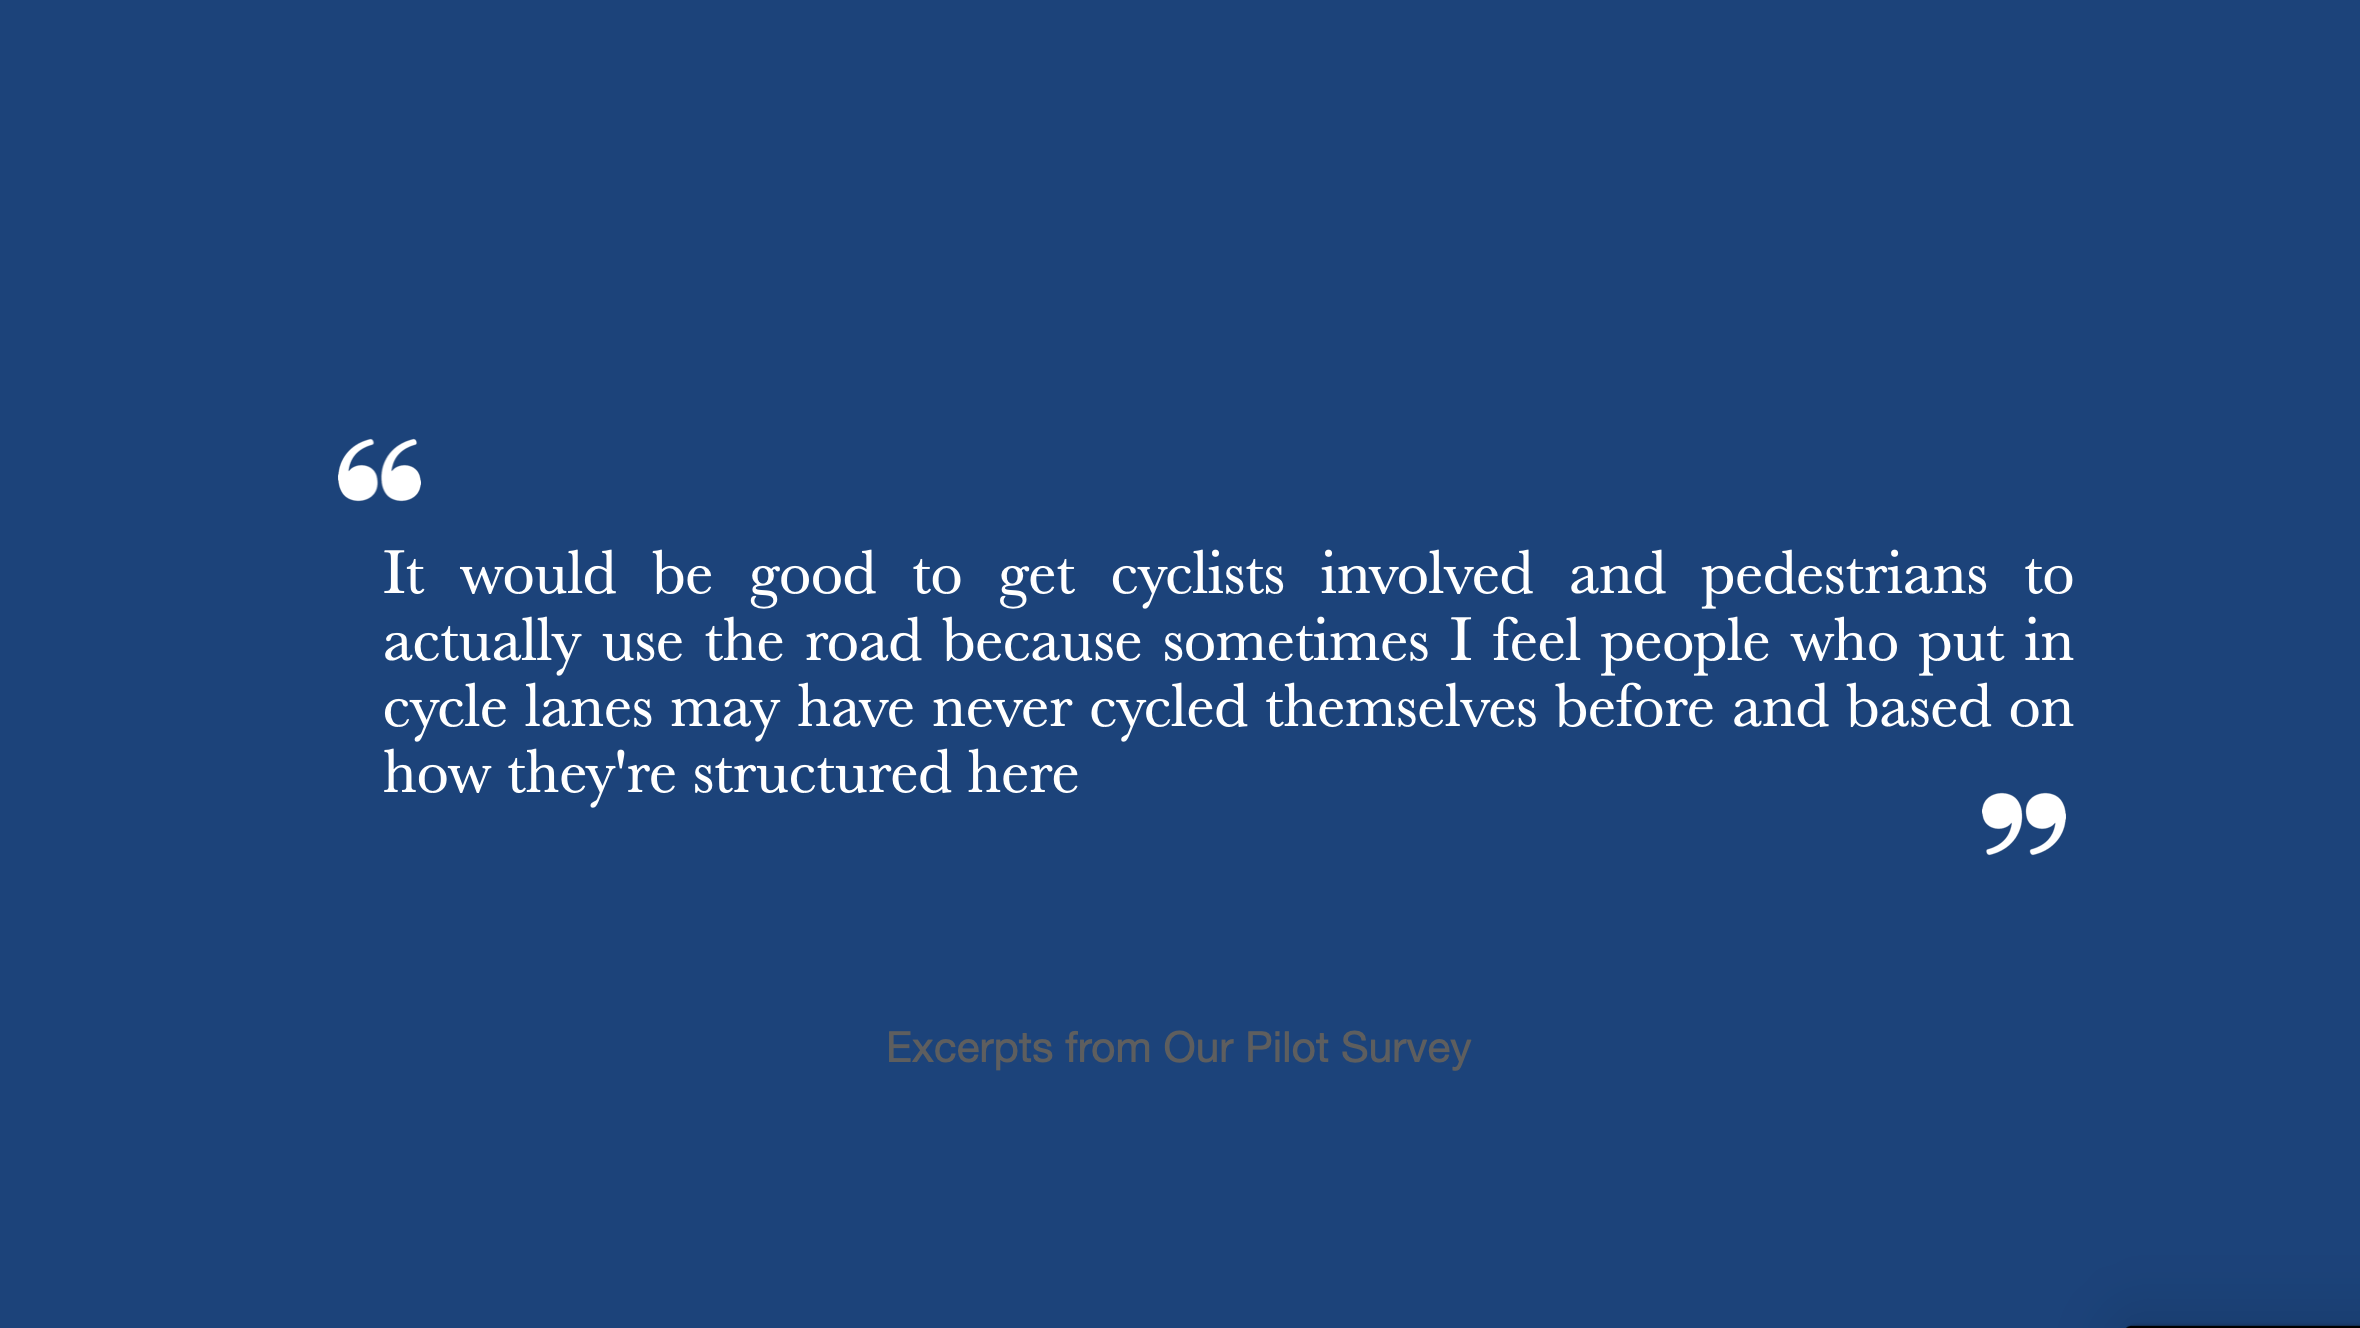 “
It would be good to get cyclists involved and pedestrians to
actually use the road because sometimes I feel people who put in
cycle lanes may have never cycled themselves before and based on
how they're structured here
”
Excerpts from Our Pilot Survey